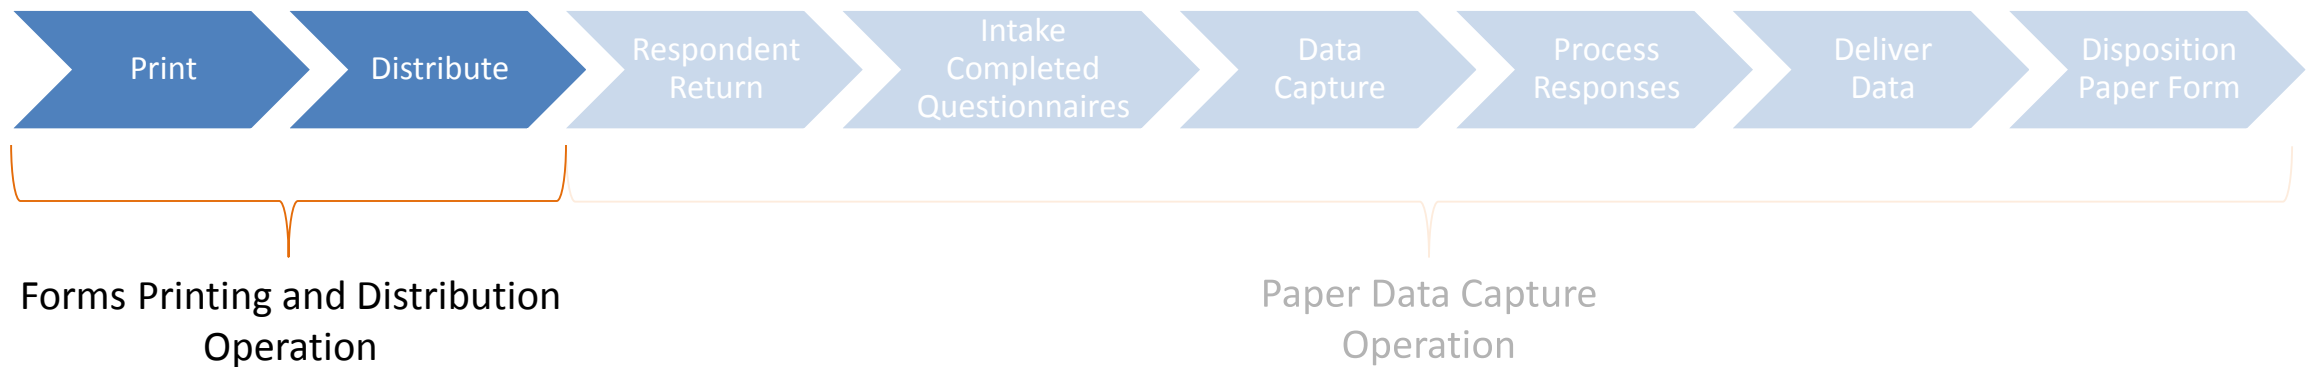 Print
Distribute
Respondent
Return
Intake
Completed
Questionnaires
Data
Capture
Process
Responses
Deliver
Data
Disposition
Paper Form
Forms Printing and Distribution
Operation
Paper Data Capture
Operation